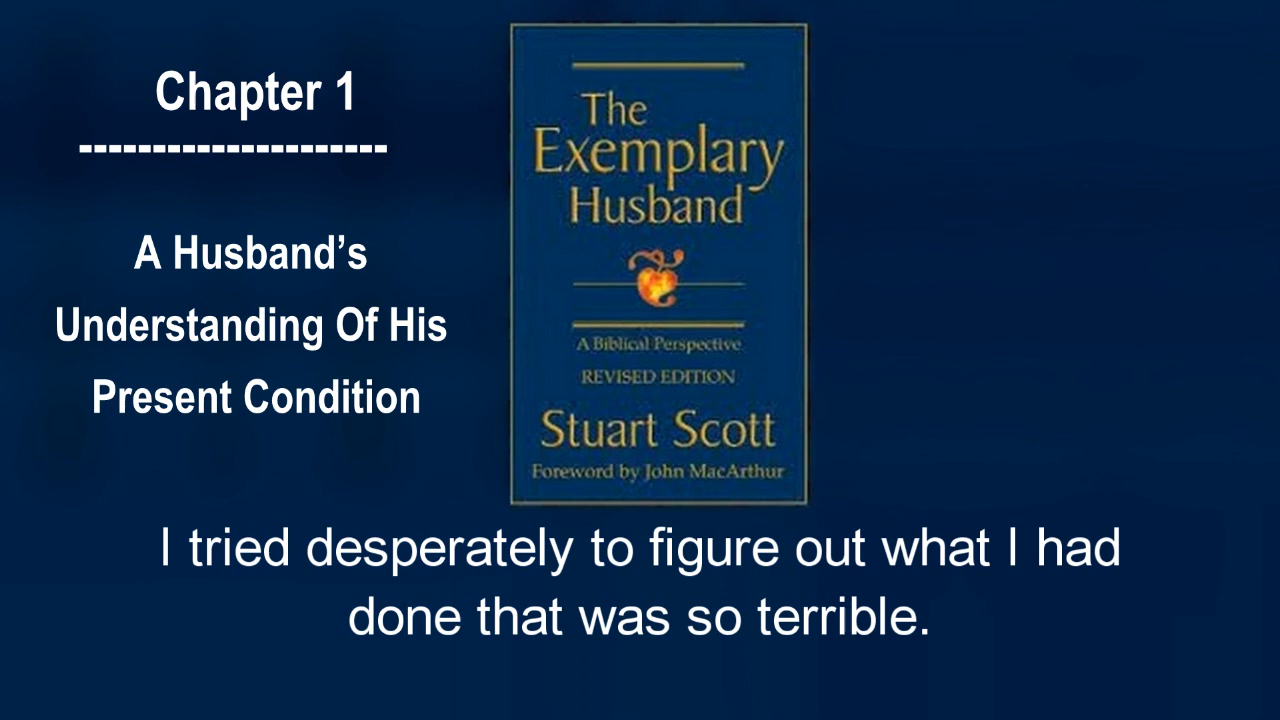 Chapter 1
---------------------
A Husband’s
Understanding Of His
Present Condition
The
Exemplary
Husband
A Biblical Perspective
REVISED EDITION
Stuart Scott
Foreword by John MacArthur
I tried desperately to figure out what I had
done that was so terrible.